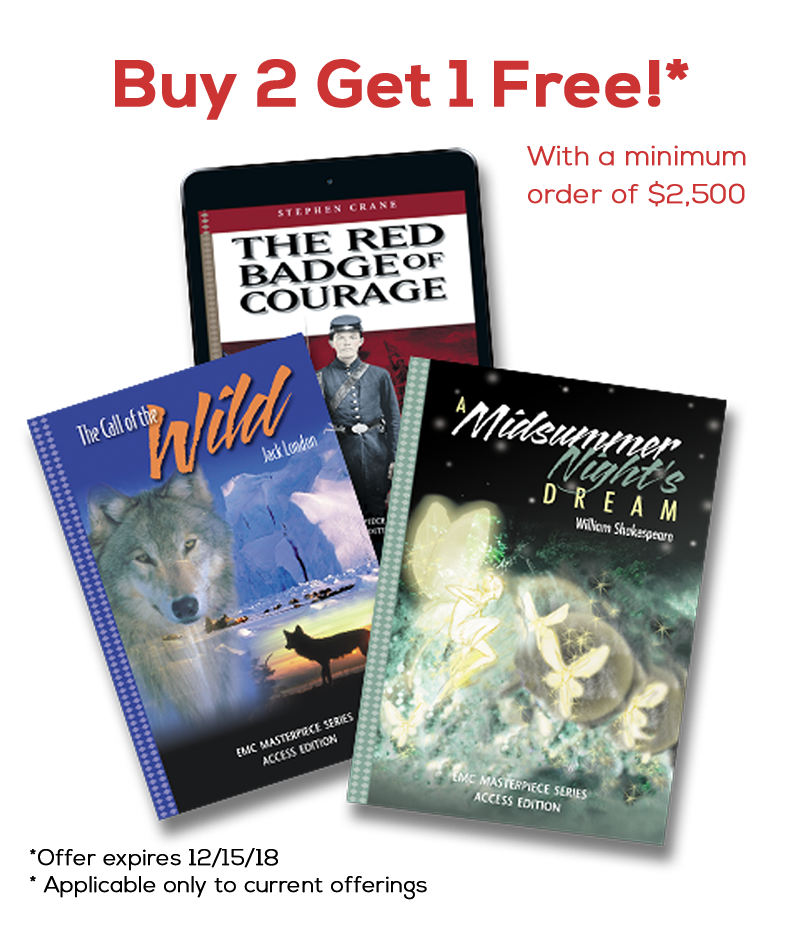 Buy 2 Get 1 Free!*
With a minimum
order of $2,500
STEPHEN CRANE
THE RED
BADGE OF
COURAGE
The Call of the
Wild
Jack London
A
Midsummer
Night's
DREAM
William Shakespeare
EMC MASTERPIECE SERIES
ACCESS EDITION
EMC MASTERPIECE SERIES
ACCESS EDITION
*Offer expires 12/15/18
* Applicable only to current offerings